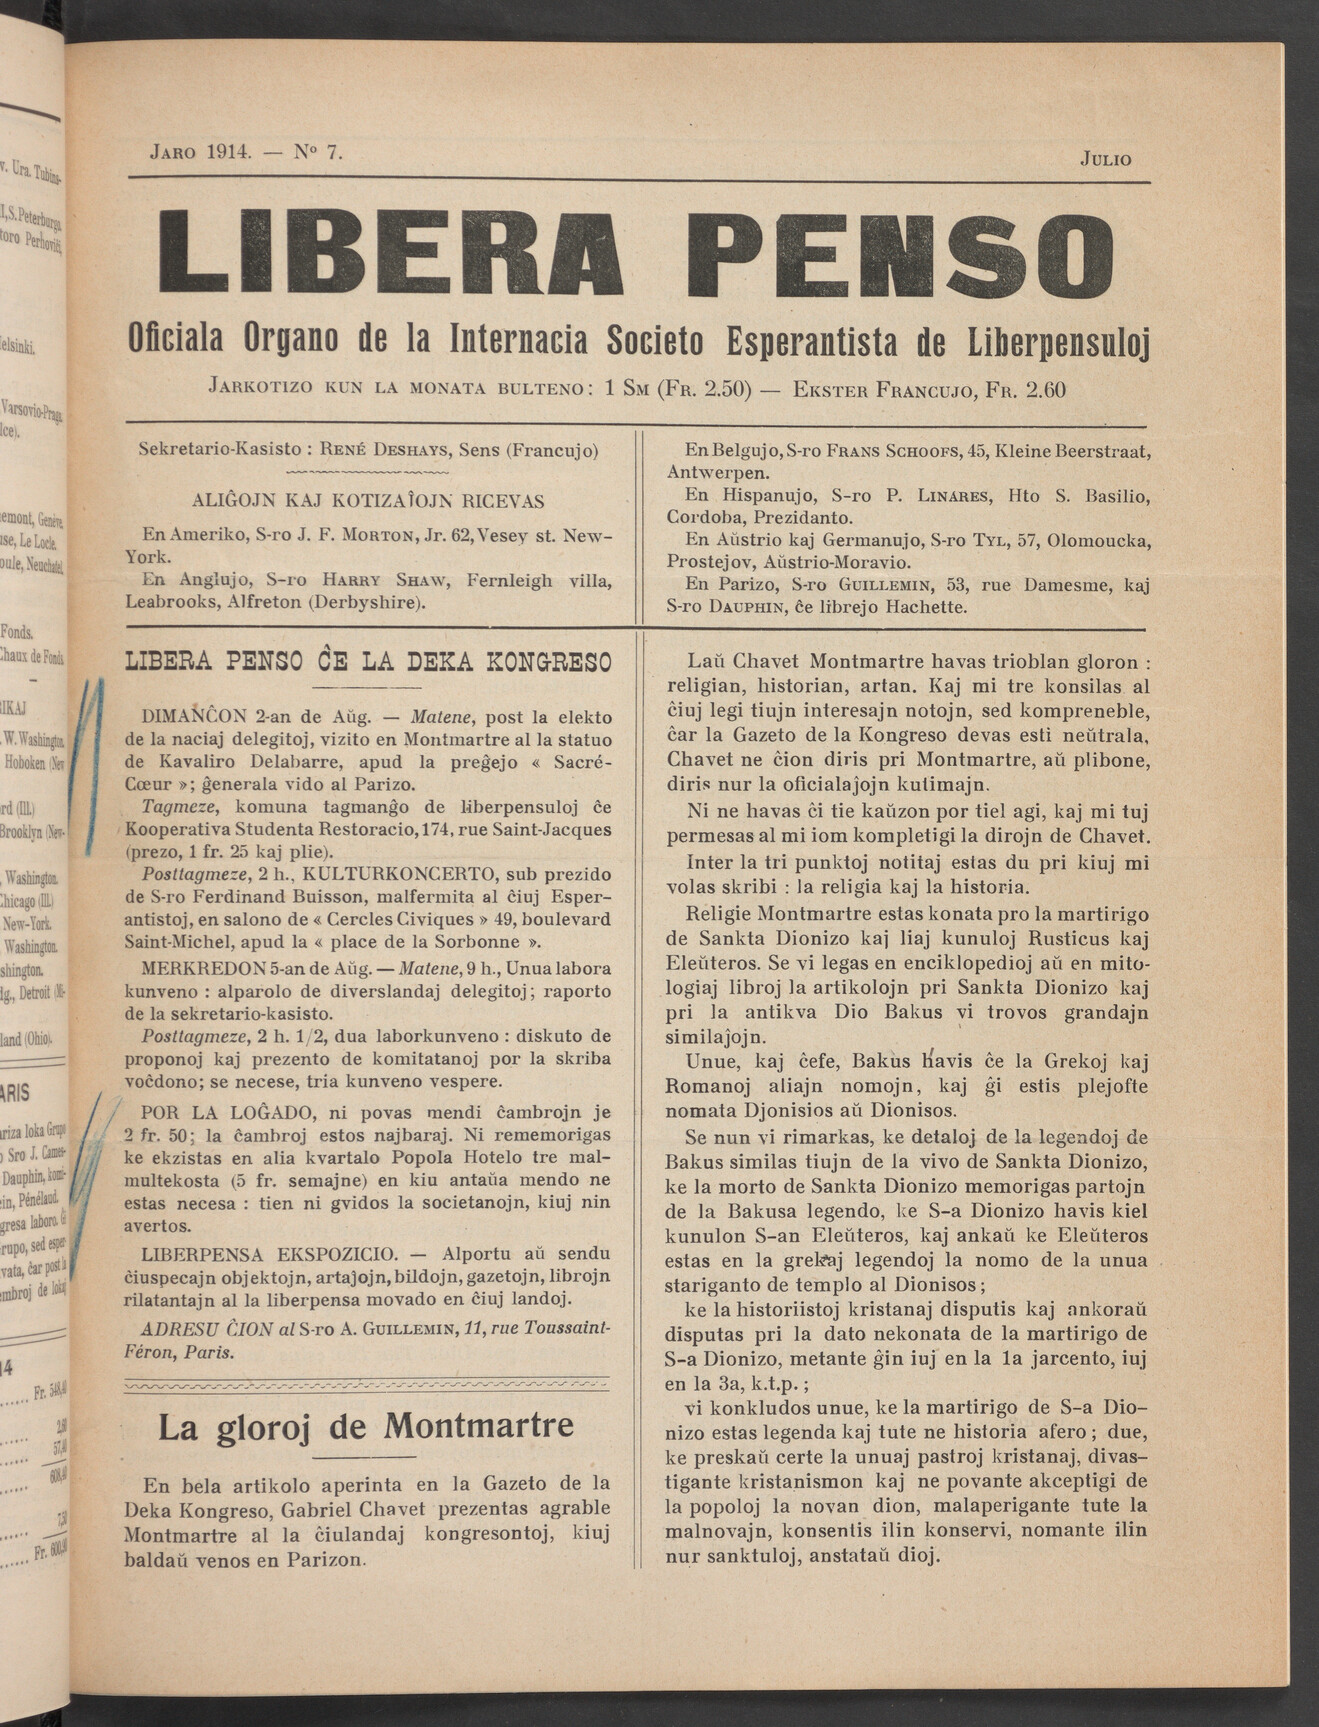 JARO 1914. — Nº 7.
JULIO
LIBERA PENSO
Oficiala Organo de la Internacia Societo Esperantista de Liberpensuloj
JARKOTIZO KUN LA MONATA BULTENO: 1 SM (FR. 2.50) — EKSTER FRANCUJO, FR. 2.60
Sekretario-Kasisto : RENÉ DESHAYS, Sens (Francujo)
ALIĜOJN KAJ KOTIZAĴOJN RICEVAS
En Ameriko, S-ro J. F. MORTON, Jr. 62, Vesey st. New-
York.
En Anglujo, S-ro HARRY SHAW, Fernleigh villa,
Leabrooks, Alfreton (Derbyshire).
En Belgujo, S-ro FRANS SCHOOFS, 45, Kleine Beerstraat,
Antwerpen.
En Hispanujo, S-ro P. LINARES, Hto S. Basilio,
Cordoba, Prezidanto.
En Aŭstrio kaj Germanujo, S-ro TYL, 57, Olomoucka,
Prostejov, Aŭstrio-Moravio.
En Parizo, S-ro GUILLEMIN, 53, rue Damesme, kaj
S-ro DAUPHIN, ĉe librejo Hachette.
LIBERA PENSO ĈE LA DEKA KONGRESO
DIMANĈON 2-an de Aŭg. — Matene, post la elekto
de la naciaj delegitoj, vizito en Montmartre al la statuo
de Kavaliro Delabarre, apud la preĝejo « Sacré-
Cœur »; ĝenerala vido al Parizo.
Tagmeze, komuna tagmanĝo de liberpensuloj ĉe
Kooperativa Studenta Restoracio, 174, rue Saint-Jacques
(prezo, 1 fr. 25 kaj plie).
Posttagmeze, 2 h., KULTURKONCERTO, sub prezido
de S-ro Ferdinand Buisson, malfermita al ĉiuj Esper-
antistoj, en salono de « Cercles Civiques » 49, boulevard
Saint-Michel, apud la « place de la Sorbonne ».
MERKREDON 5-an de Aŭg. — Matene, 9 h., Unua labora
kunveno : alparolo de diverslandaj delegitoj; raporto
de la sekretario-kasisto.
Posttagmeze, 2 h. 1/2, dua laborkunveno : diskuto de
proponoj kaj prezento de komitatanoj por la skriba
voĉdono; se necese, tria kunveno vespere.
POR LA LOĜADO, ni povas mendi ĉambrojn je
2 fr. 50; la ĉambroj estos najbaraj. Ni rememorigas
ke ekzistas en alia kvartalo Popola Hotelo tre mal-
multekosta (5 fr. semajne) en kiu antaŭa mendo ne
estas necesa : tien ni gvidos la societanojn, kiuj nin
avertos.
LIBERPENSA EKSPOZICIO. — Alportu aŭ sendu
ĉiuspecajn objektojn, artaĵojn, bildojn, gazetojn, librojn
rilatantajn al la liberpensa movado en ĉiuj landoj.
ADRESU ĈION al S-ro A. GUILLEMIN, 11, rue Toussaint-
Féron, Paris.
La gloroj de Montmartre
En bela artikolo aperinta en la Gazeto de la
Deka Kongreso, Gabriel Chavet prezentas agrable
Montmartre al la ĉiulandaj kongresontoj, kiuj
baldaŭ venos en Parizon.
Laŭ Chavet Montmartre havas trioblan gloron :
religian, historian, artan. Kaj mi tre konsilas al
ĉiuj legi tiujn interesajn notojn, sed kompreneble,
ĉar la Gazeto de la Kongreso devas esti neŭtrala,
Chavet ne ĉion diris pri Montmartre, aŭ plibone,
diris nur la oficialaĵojn kutimajn.
Ni ne havas ĉi tie kaŭzon por tiel agi, kaj mi tuj
permesas al mi iom kompletigi la dirojn de Chavet.
Inter la tri punktoj notitaj estas du pri kiuj mi
volas skribi : la religia kaj la historia.
Religie Montmartre estas konata pro la martirigo
de Sankta Dionizo kaj liaj kunuloj Rusticus kaj
Eleŭteros. Se vi legas en enciklopedioj aŭ en mito-
logiaj libroj la artikolojn pri Sankta Dionizo kaj
pri la antikva Dio Bakus vi trovos grandajn
similaĵojn.
Unue, kaj ĉefe, Bakus havis ĉe la Grekoj kaj
Romanoj aliajn nomojn, kaj ĝi estis plejofte
nomata Djonisios aŭ Dionisos.
Se nun vi rimarkas, ke detaloj de la legendoj de
Bakus similas tiujn de la vivo de Sankta Dionizo,
ke la morto de Sankta Dionizo memorigas partojn
de la Bakusa legendo, ke S-a Dionizo havis kiel
kunulon S-an Eleŭteros, kaj ankaŭ ke Eleŭteros
estas en la grekaj legendoj la nomo de la unua
stariganto de templo al Dionisos;
ke la historiistoj kristanaj disputis kaj ankoraŭ
disputas pri la dato nekonata de la martirigo de
S-a Dionizo, metante ĝin iuj en la 1a jarcento, iuj
en la 3a, k.t.p. ;
vi konkludos unue, ke la martirigo de S-a Dio-
nizo estas legenda kaj tute ne historia afero ; due,
ke preskaŭ certe la unuaj pastroj kristanaj, divas-
tigante kristanismon kaj ne povante akceptigi de
la popoloj la novan dion, malaperigante tute la
malnovajn, konsentis ilin konservi, nomante ilin
nur sanktuloj, anstataŭ dioj.